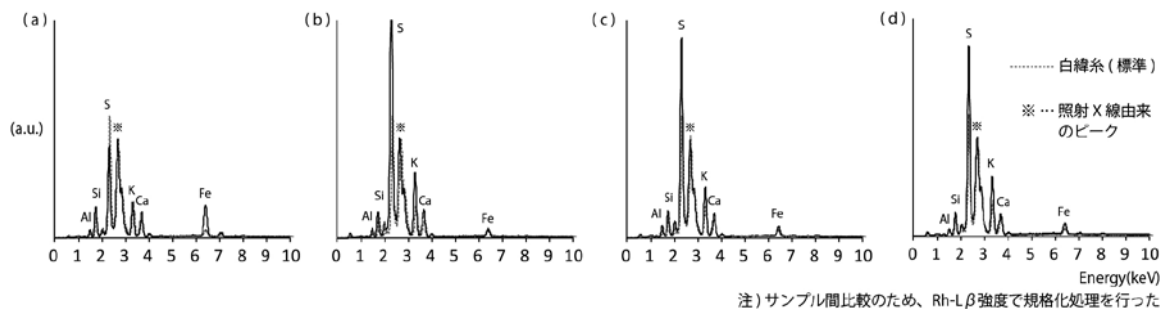 (a) (b) (c) (d)
S S S S
白緯糸(標準)
※ ※ ※ ※
※ … 照射X線由来
のピーク
(a.u.)
K K K K
Si Si Si Si
Al Ca Al Ca Al Ca Al Ca
Fe Fe Fe Fe
0 1 2 3 4 5 6 7 8 9 10 0 1 2 3 4 5 6 7 8 9 10 0 1 2 3 4 5 6 7 8 9 10 0 1 2 3 4 5 6 7 8 9 10
Energy(keV)
注)サンプル間比較のため、Rh-Lβ強度で規格化処理を行った